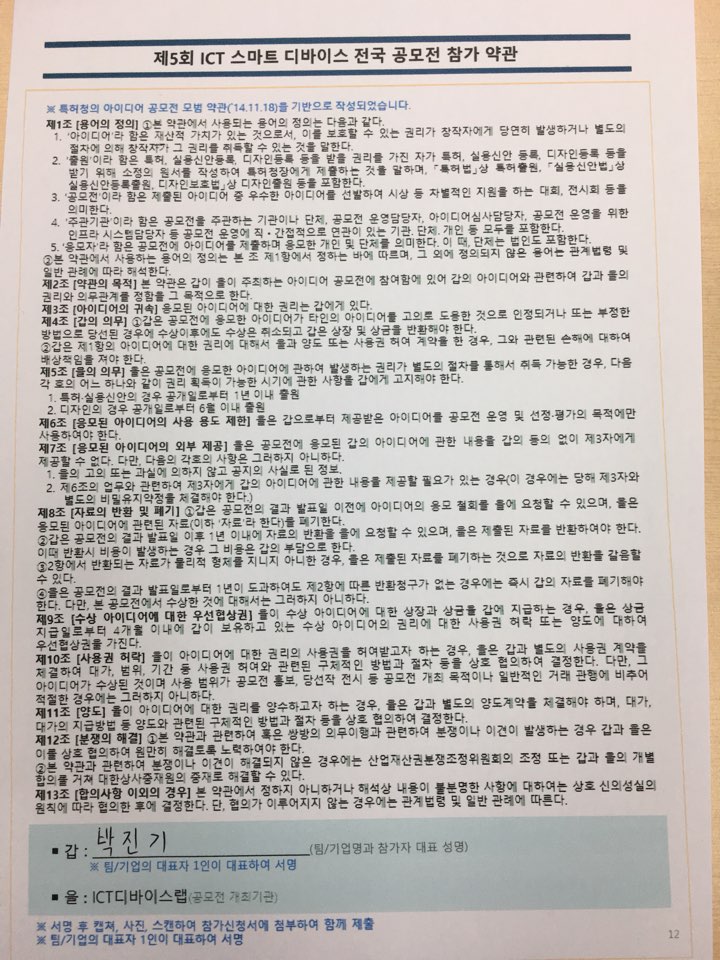 제5회 ICT 스마트 디바이스 전국 공모전 참가 약관
※ 특허청의 아이디어 공모전 모범 약관('14.11.18)을 기반으로 작성되었습니다.
제1조 [용어의 정의] ①본 약관에서 사용되는 용어의 정의는 다음과 같다.
1. '아이디어'라 함은 재산적 가치가 있는 것으로서, 이를 보호할 수 있는 권리가 창작자에게 당연히 발생하거나 별도의
절차에 의해 창작자가 그 권리를 취득할 수 있는 것을 말한다.
2. '출원'이라 함은 특허, 실용신안등록, 디자인등록 등을 받을 권리를 가진 자가 특허, 실용신안 등록, 디자인등록 등을
받기 위해 소정의 원서를 작성하여 특허청장에게 제출하는 것을 말하며, 「특허법」상 특허출원, 「실용신안법」상
실용신안등록출원, 디자인보호법」상 디자인출원 등을 포함한다.
3. '공모전'이라 함은 제출된 아이디어 중 우수한 아이디어를 선발하여 시상 등 차별적인 지원을 하는 대회, 전시회 등을
의미한다.
4. '주관기관'이라 함은 공모전을 주관하는 기관이나 단체, 공모전 운영담당자, 아이디어심사담당자, 공모전 운영을 위한
인프라 시스템담당자 등 공모전 운영에 직·간접적으로 연관이 있는 기관. 단체. 개인 등 모두를 포함한다.
5. '응모자'라 함은 공모전에 아이디어를 제출하며 응모한 개인 및 단체를 의미한다. 이 때, 단체는 법인도 포함한다.
②본 약관에서 사용하는 용어의 정의는 본 조 제1항에서 정하는 바에 따르며, 그 외에 정의되지 않은 용어는 관계법령 및
일반 관례에 따라 해석한다.
제2조 [약관의 목적] 본 약관은 갑이 을이 주최하는 아이디어 공모전에 참여함에 있어 갑의 아이디어와 관련하여 갑과 을의
권리와 의무관계를 정함을 그 목적으로 한다.
제3조 [아이디어의 귀속] 응모된 아이디어에 대한 권리는 갑에게 있다.
제4조 [갑의 의무] ①갑은 공모전에 응모한 아이디어가 타인의 아이디어를 고의로 도용한 것으로 인정되거나 또는 부정한
방법으로 당선된 경우에 수상이후에도 수상은 취소되고 갑은 상장 및 상금을 반환해야 한다.
②갑은 제1항의 아이디어에 대한 권리에 대해서 을과 양도 또는 사용권 허여 계약을 한 경우, 그와 관련된 손해에 대하여
배상책임을 져야 한다.
제5조 [을의 의무] 을은 공모전에 응모한 아이디어에 관하여 발생하는 권리가 별도의 절차를 통해서 취득 가능한 경우, 다음
각 호의 어느 하나와 같이 권리 획득이 가능한 시기에 관한 사항을 갑에게 고지해야 한다.
1. 특허·실용신안의 경우 공개일로부터 1년 이내 출원
2. 디자인의 경우 공개일로부터 6월 이내 출원
제6조 [응모된 아이디어의 사용 용도 제한] 을은 갑으로부터 제공받은 아이디어를 공모전 운영 및 선정·평가의 목적에만
사용하여야 한다.
제7조 [응모된 아이디어의 외부 제공] 을은 공모전에 응모된 갑의 아이디어에 관한 내용을 갑의 동의 없이 제3자에게
제공할 수 없다. 다만, 다음의 각호의 사항은 그러하지 아니하다.
1. 을의 고의 또는 과실에 의하지 않고 공지의 사실로 된 정보.
2. 제6조의 업무와 관련하여 제3자에게 갑의 아이디어에 관한 내용을 제공할 필요가 있는 경우(이 경우에는 당해 제3자와
별도의 비밀유지약정을 체결해야 한다.)
제8조 [자료의 반환 및 폐기] ①갑은 공모전의 결과 발표일 이전에 아이디어의 응모 철회를 을에 요청할 수 있으며, 을은
응모된 아이디어에 관련된 자료(이하 '자료'라 한다)를 폐기한다.
②갑은 공모전의 결과 발표일 이후 1년 이내에 자료의 반환을 을에 요청할 수 있으며, 을은 제출된 자료를 반환하여야 한다.
이때 반환시 비용이 발생하는 경우 그 비용은 갑의 부담으로 한다.
③2항에서 반환되는 자료가 물리적 형체를 지니지 아니한 경우, 을은 제출된 자료를 폐기하는 것으로 자료의 반환을 갈음할
수 있다.
④을은 공모전의 결과 발표일로부터 1년이 도과하여도 제2항에 따른 반환청구가 없는 경우에는 즉시 갑의 자료를 폐기해야
한다. 다만, 본 공모전에서 수상한 것에 대해서는 그러하지 아니하다.
제9조 [수상 아이디어에 대한 우선협상권] 을이 수상 아이디어에 대한 상장과 상금을 갑에 지급하는 경우, 을은 상금
지급일로부터 4개월 이내에 갑이 보유하고 있는 수상 아이디어의 권리에 대한 사용 허락 또는 양도에 대하여
우선협상권을 가진다.
제10조 [사용권 허락] 을이 아이디어에 대한 권리의 사용권을 허여받고자 하는 경우, 을은 갑과 별도의 사용권 계약을
체결하여 대가, 범위, 기간 등 사용권 허여와 관련된 구체적인 방법과 절차 등을 상호 협의하여 결정한다. 다만, 그
아이디어가 수상된 것이며 사용 범위가 공모전 홍보, 당선작 전시 등 공모전 개최 목적이나 일반적인 거래 관행에 비추어
적절한 경우에는 그러하지 아니하다.
제11조 [양도] 을이 아이디어에 대한 권리를 양수하고자 하는 경우, 을은 갑과 별도의 양도계약을 체결해야 하며, 대가,
대가의 지급방법 등 양도와 관련된 구체적인 방법과 절차 등을 상호 협의하여 결정한다.
제12조 [분쟁의 해결] ①본 약관과 관련하여 혹은 쌍방의 의무이행과 관련하여 분쟁이나 이견이 발생하는 경우 갑과 을은
이를 상호 협의하여 원만히 해결토록 노력하여야 한다.
②본 약관과 관련하여 분쟁이나 이견이 해결되지 않은 경우에는 산업재산권분쟁조정위원회의 조정 또는 갑과 을의 개별
합의를 거쳐 대한상사중재원의 중재로 해결할 수 있다.
제13조 [합의사항 이외의 경우] 본 약관에서 정하지 아니하거나 해석상 내용이 불분명한 사항에 대하여는 상호 신의성실의
원칙에 따라 협의한 후에 결정한다. 단, 협의가 이루어지지 않는 경우에는 관계법령 및 일반 관례에 따른다.
▪ 갑 : 박진기 (팀/기업명과 참가자 대표 성명)
※ 팀/기업의 대표자 1인이 대표하여 서명
▪ 을 : ICT디바이스랩(공모전 개최기관)
※ 서명 후 캡쳐, 사진, 스캔하여 참가신청서에 첨부하여 함께 제출
※ 팀/기업의 대표자 1인이 대표하여 서명
12